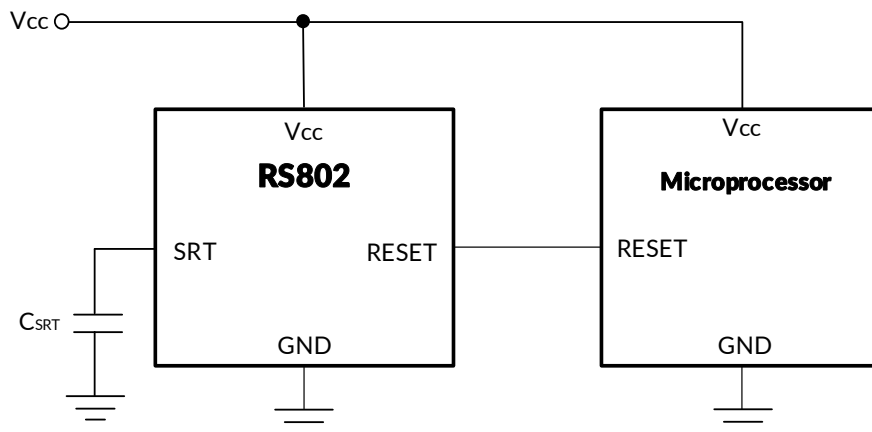 Vcc
Vcc
Vcc
RS802
Microprocessor
SRT
RESET
RESET
CSRT
GND
GND